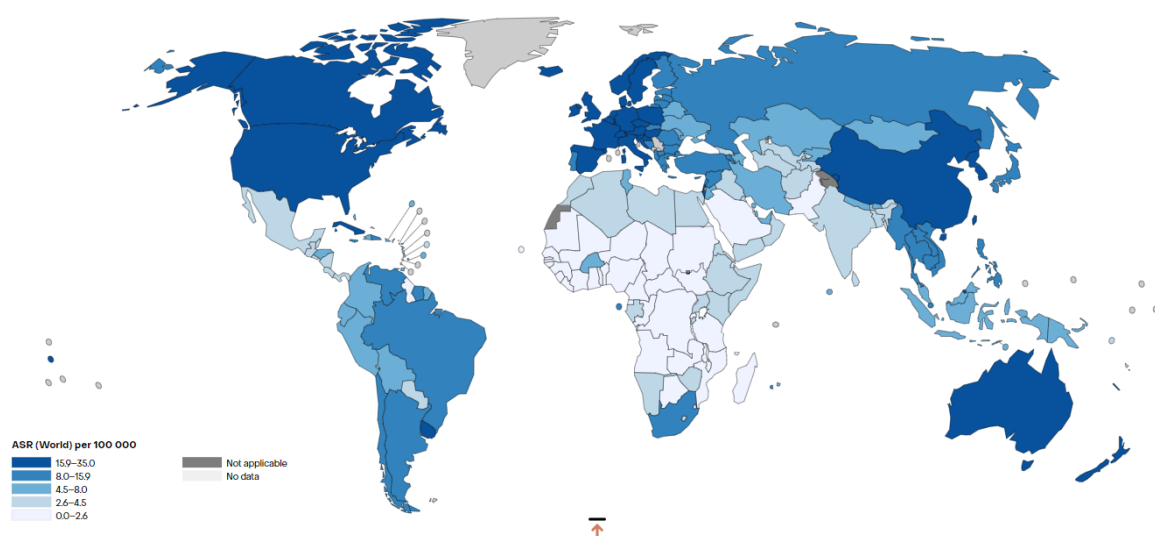 ASR (World) per 100 000
15.9–35.0
8.0–15.9
4.5–8.0
2.6–4.5
0.0–2.6
Not applicable
No data